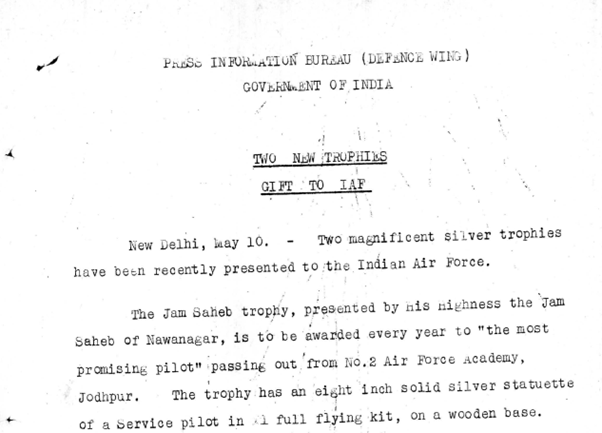 PRESS INFORMATION BUREAU (DEFENCE WING)
GOVERNMENT OF INDIA
TWO NEW TROPHIES
GIFT TO IAF
New Delhi, May 10. - Two magnificent silver trophies
have been recently presented to the Indian Air Force.
The Jam Saheb trophy, presented by His Highness the Jam
Saheb of Nawanagar, is to be awarded every year to "the most
promising pilot" passing out from No.2 Air Force Academy,
Jodhpur. The trophy has an eight inch solid silver statuette
of a Service pilot in full flying kit, on a wooden base.